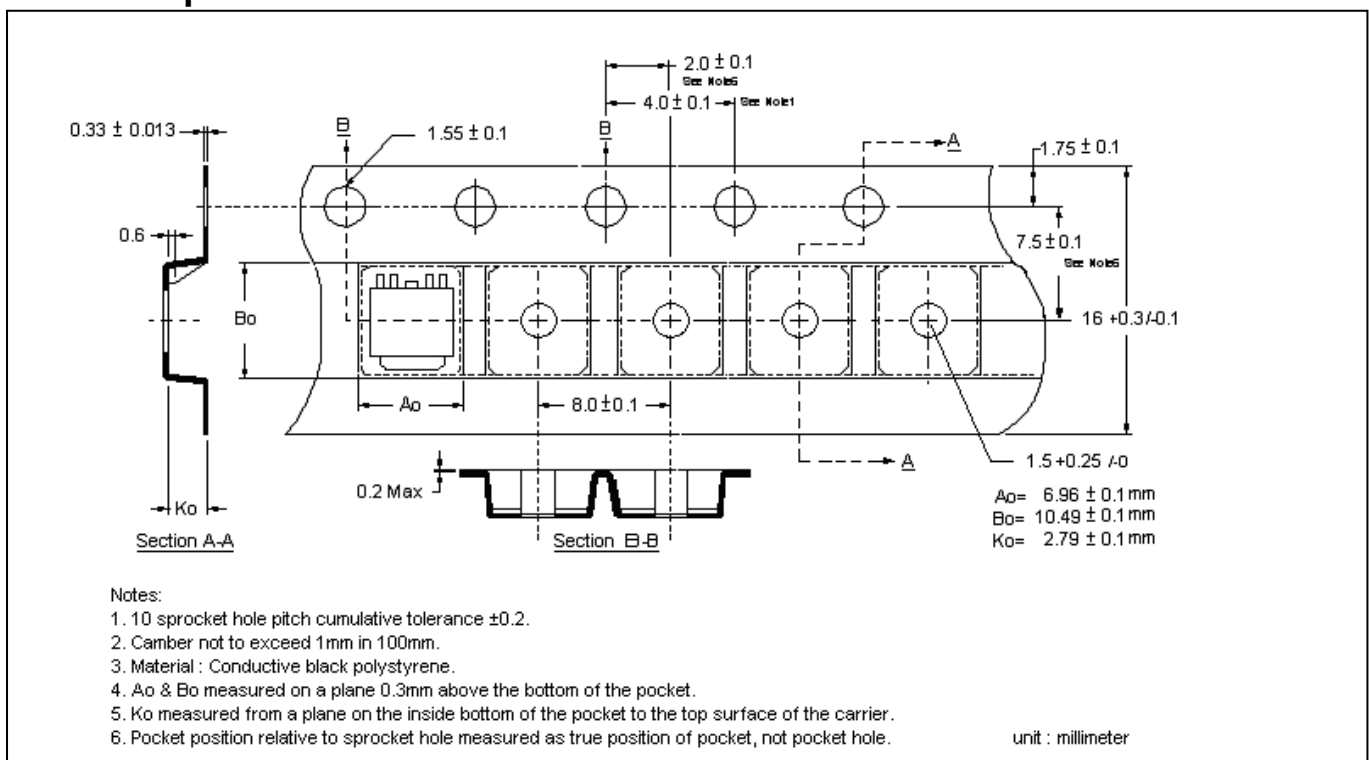 2.0 ± 0.1
See Note6
4.0 ± 0.1 See Note1
0.33 ± 0.013
B
1.55 ± 0.1
B
A
1.75 ± 0.1
0.6
7.5 ± 0.1
See Note6
Bo
16 +0.3/-0.1
Ao
8.0 ± 0.1
A
1.5 +0.25 /-0
0.2 Max
Ao= 6.96 ± 0.1 mm
Bo= 10.49 ± 0.1 mm
Ko= 2.79 ± 0.1 mm
Ko
Section A-A
Section B-B
Notes:
1. 10 sprocket hole pitch cumulative tolerance ±0.2.
2. Camber not to exceed 1mm in 100mm.
3. Material : Conductive black polystyrene.
4. Ao & Bo measured on a plane 0.3mm above the bottom of the pocket.
5. Ko measured from a plane on the inside bottom of the pocket to the top surface of the carrier.
6. Pocket position relative to sprocket hole measured as true position of pocket, not pocket hole.
unit : millimeter